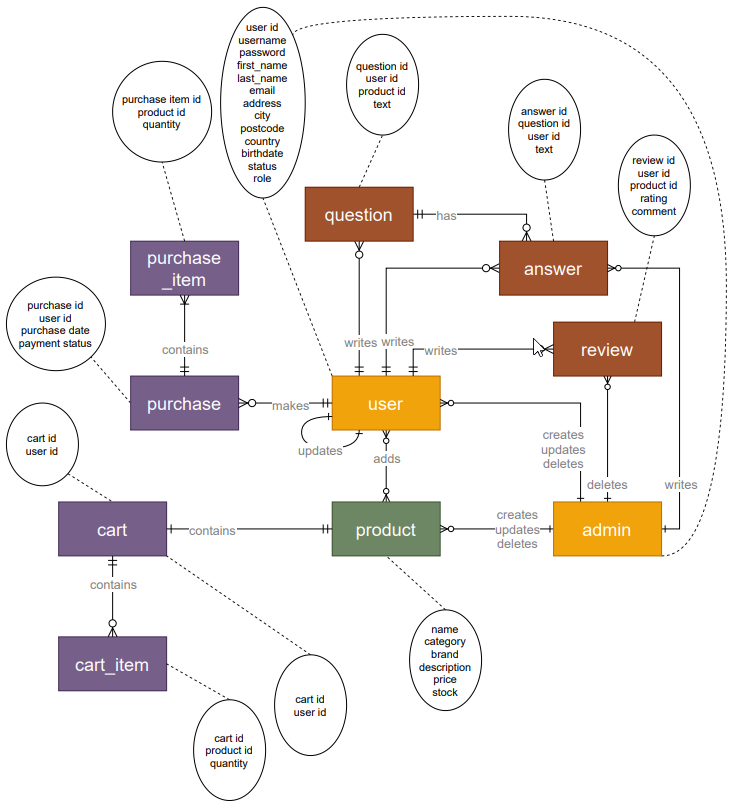 user id
username
password
first_name
last_name
email
address
city
postcode
country
birthdate
status
role
question id
user id
product id
text
purchase item id
product id
quantity
answer id
question id
user id
text
review id
user id
product id
rating
comment
question
has
purchase
_item
answer
purchase id
user id
purchase date
payment status
contains
writes
writes
writes
review
purchase
makes
user
updates
adds
creates
updates
deletes
deletes
writes
cart id
user id
cart
contains
product
creates
updates
deletes
admin
contains
cart_item
name
category
brand
description
price
stock
cart id
user id
cart id
product id
quantity